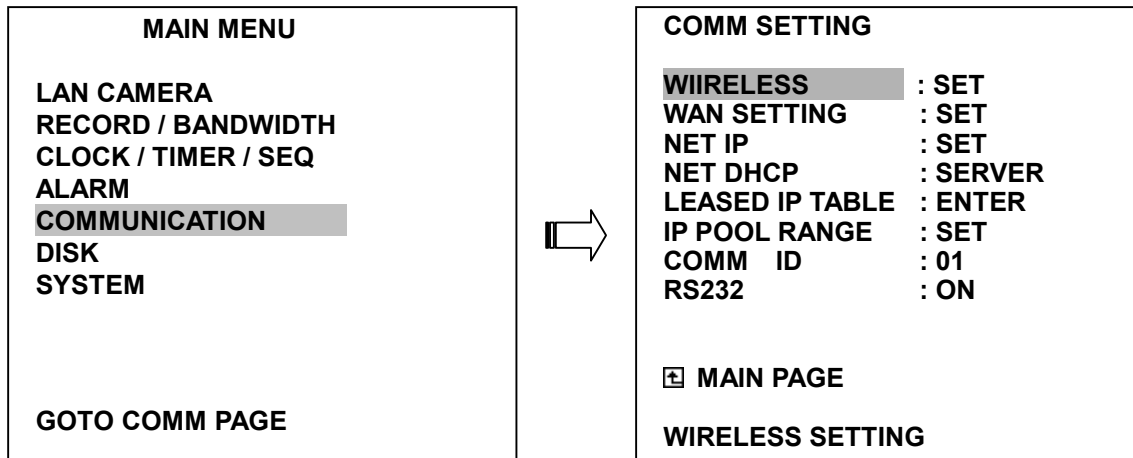 MAIN MENU
LAN CAMERA
RECORD / BANDWIDTH
CLOCK / TIMER / SEQ
ALARM
COMMUNICATION
DISK
SYSTEM
GOTO COMM PAGE
COMM SETTING
WIIRELESS : SET
WAN SETTING : SET
NET IP : SET
NET DHCP : SERVER
LEASED IP TABLE : ENTER
IP POOL RANGE : SET
COMM ID : 01
RS232 : ON
MAIN PAGE
WIRELESS SETTING